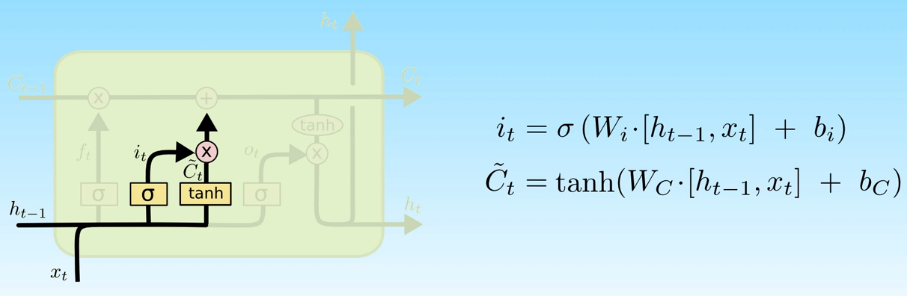 h_t
C_{t-1}
C_t
x
+
tanh
f_t
i_t
o_t
x
x
C̃_t
σ
σ
tanh
σ
h_{t-1}
h_t
x_t
i_t = σ (W_i·[h_{t-1}, x_t] + b_i)
C̃_t = tanh(W_C·[h_{t-1}, x_t] + b_C)